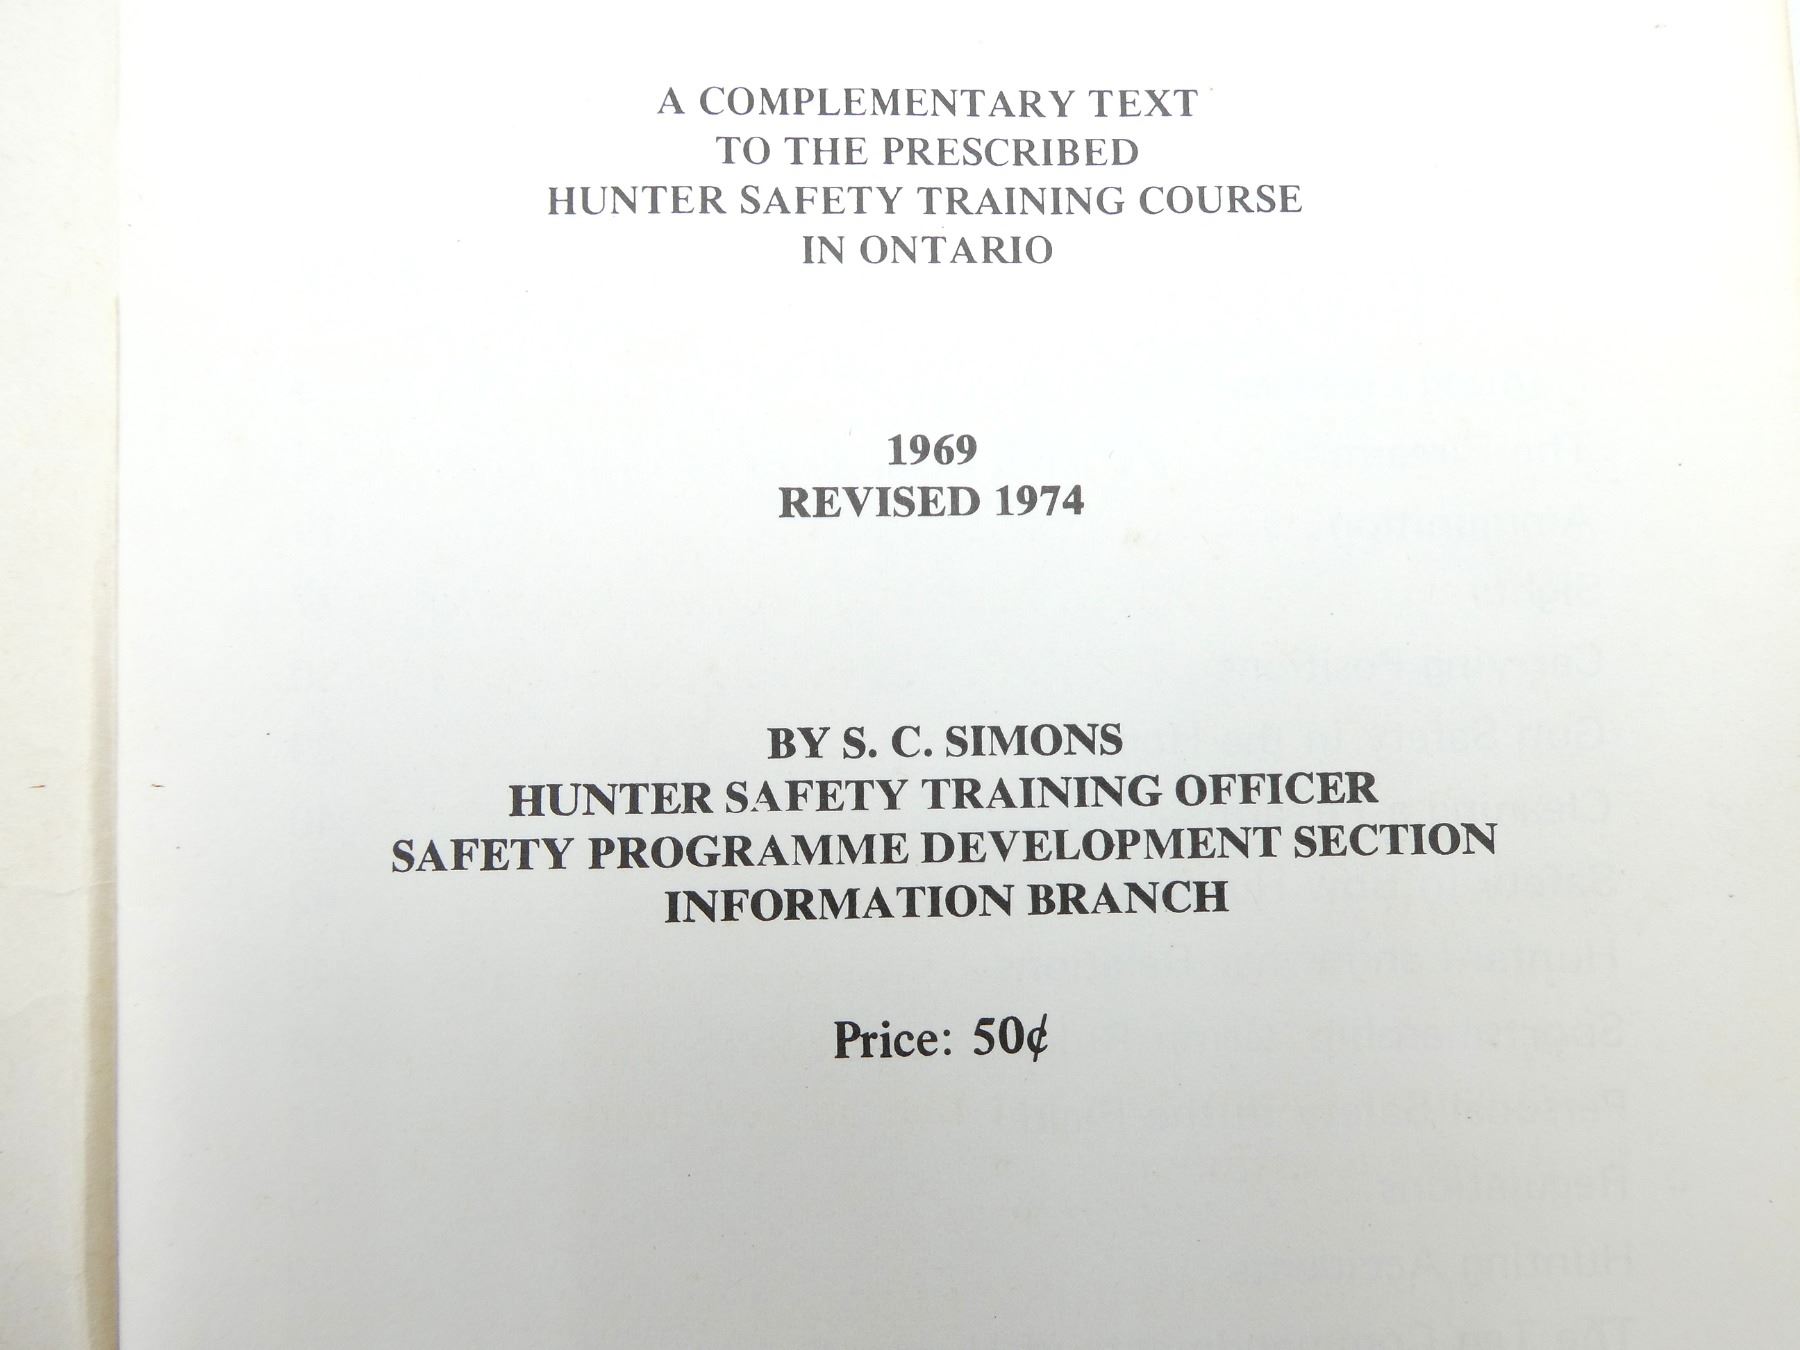 A COMPLEMENTARY TEXT
TO THE PRESCRIBED
HUNTER SAFETY TRAINING COURSE
IN ONTARIO
1969
REVISED 1974
BY S. C. SIMONS
HUNTER SAFETY TRAINING OFFICER
SAFETY PROGRAMME DEVELOPMENT SECTION
INFORMATION BRANCH
Price: 50¢